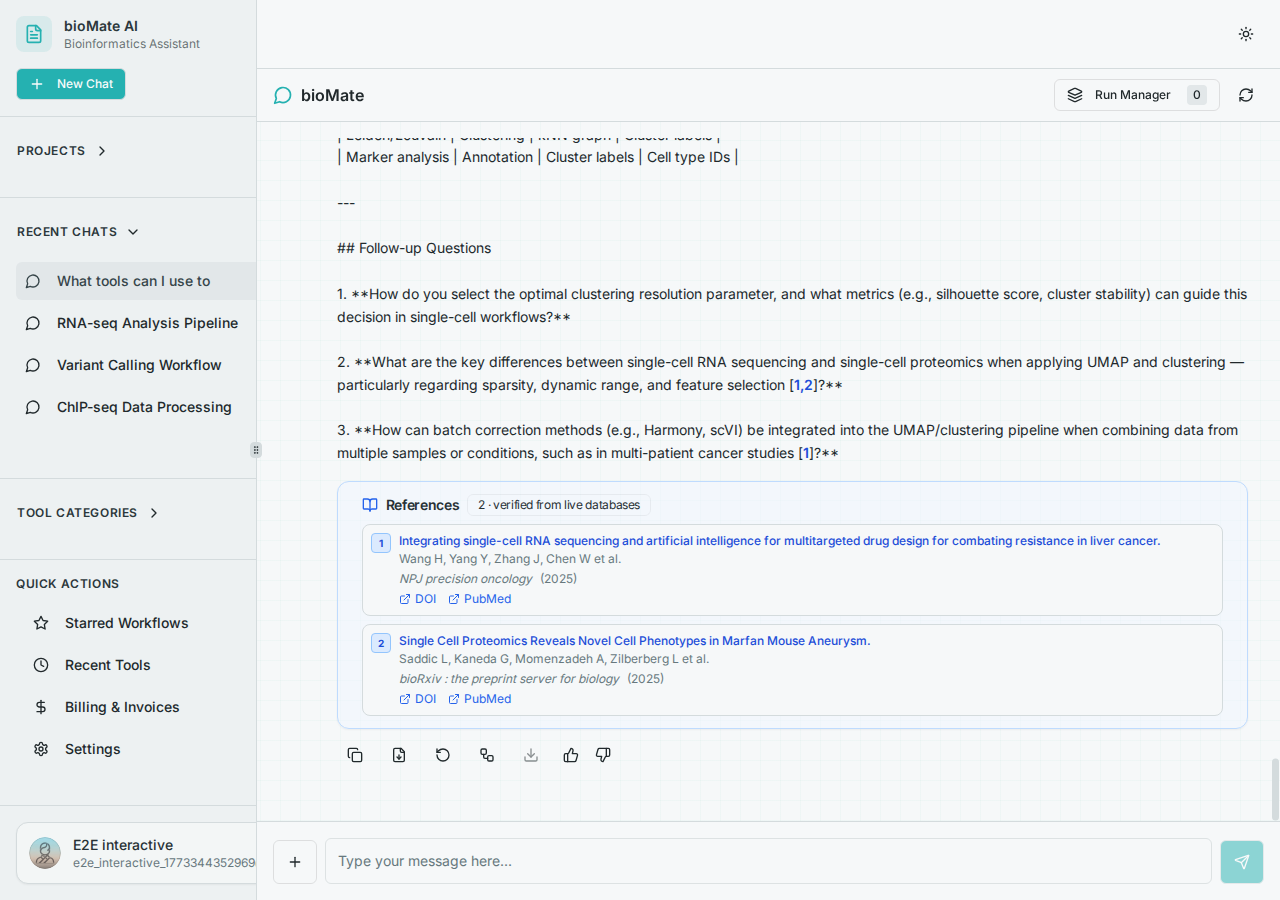 bioMate AI
Bioinformatics Assistant
New Chat
PROJECTS
RECENT CHATS
What tools can I use to
RNA-seq Analysis Pipeline
Variant Calling Workflow
ChIP-seq Data Processing
TOOL CATEGORIES
QUICK ACTIONS
Starred Workflows
Recent Tools
Billing & Invoices
Settings
E2E interactive
e2e_interactive_1773344352969
bioMate
Run Manager 0
| Leiden/Louvain | Clustering | KNN graph | Cluster labels |
| Marker analysis | Annotation | Cluster labels | Cell type IDs |
---
## Follow-up Questions
1. **How do you select the optimal clustering resolution parameter, and what metrics (e.g., silhouette score, cluster stability) can guide this
decision in single-cell workflows?**
2. **What are the key differences between single-cell RNA sequencing and single-cell proteomics when applying UMAP and clustering —
particularly regarding sparsity, dynamic range, and feature selection [1,2]?**
3. **How can batch correction methods (e.g., Harmony, scVI) be integrated into the UMAP/clustering pipeline when combining data from
multiple samples or conditions, such as in multi-patient cancer studies [1]?**
References 2 · verified from live databases
1 Integrating single-cell RNA sequencing and artificial intelligence for multitargeted drug design for combating resistance in liver cancer.
Wang H, Yang Y, Zhang J, Chen W et al.
NPJ precision oncology (2025)
DOI PubMed
2 Single Cell Proteomics Reveals Novel Cell Phenotypes in Marfan Mouse Aneurysm.
Saddic L, Kaneda G, Momenzadeh A, Zilberberg L et al.
bioRxiv : the preprint server for biology (2025)
DOI PubMed
Type your message here...